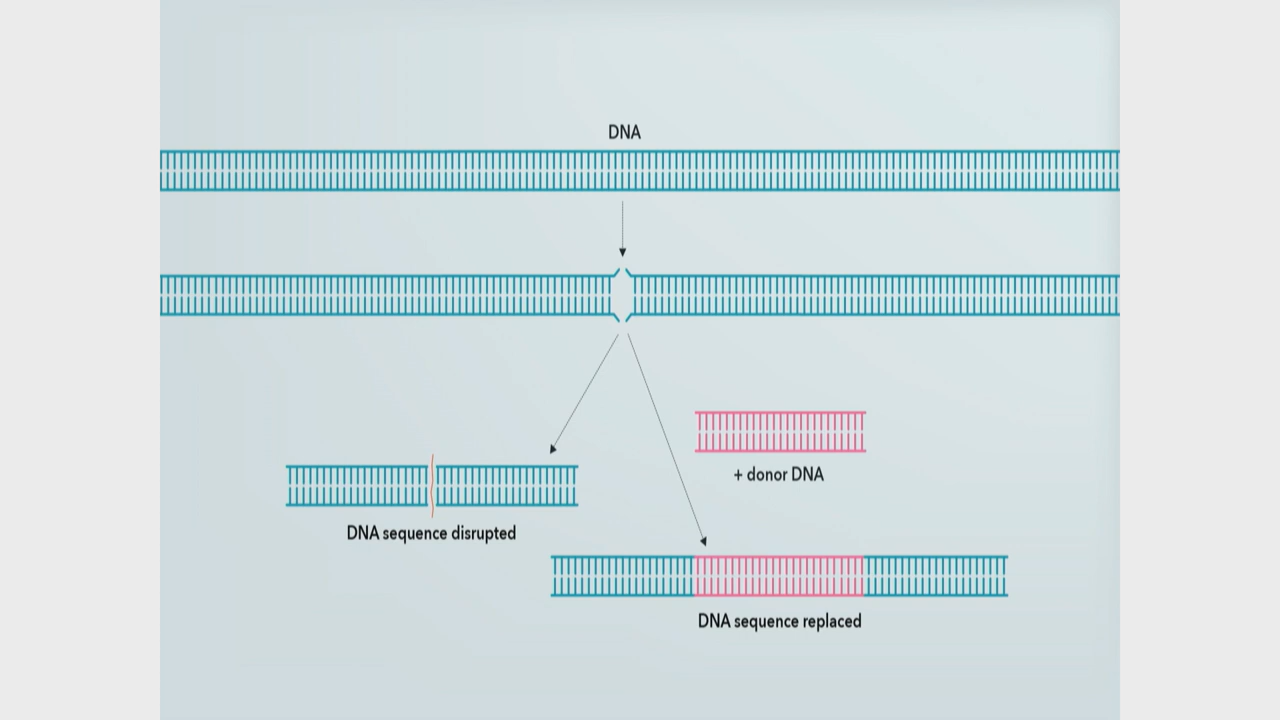 DNA
+ donor DNA
DNA sequence disrupted
DNA sequence replaced